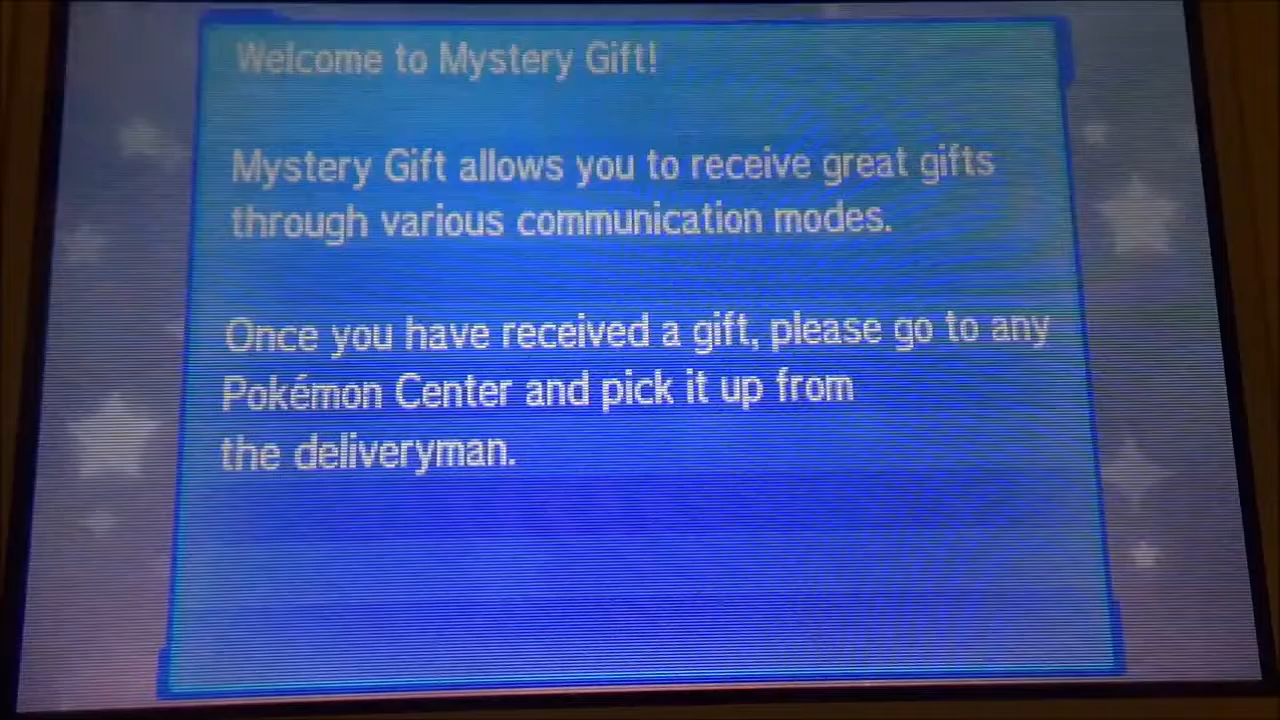 Welcome to Mystery Gift!
Mystery Gift allows you to receive great gifts
through various communication modes.
Once you have received a gift, please go to any
Pokémon Center and pick it up from
the deliveryman.